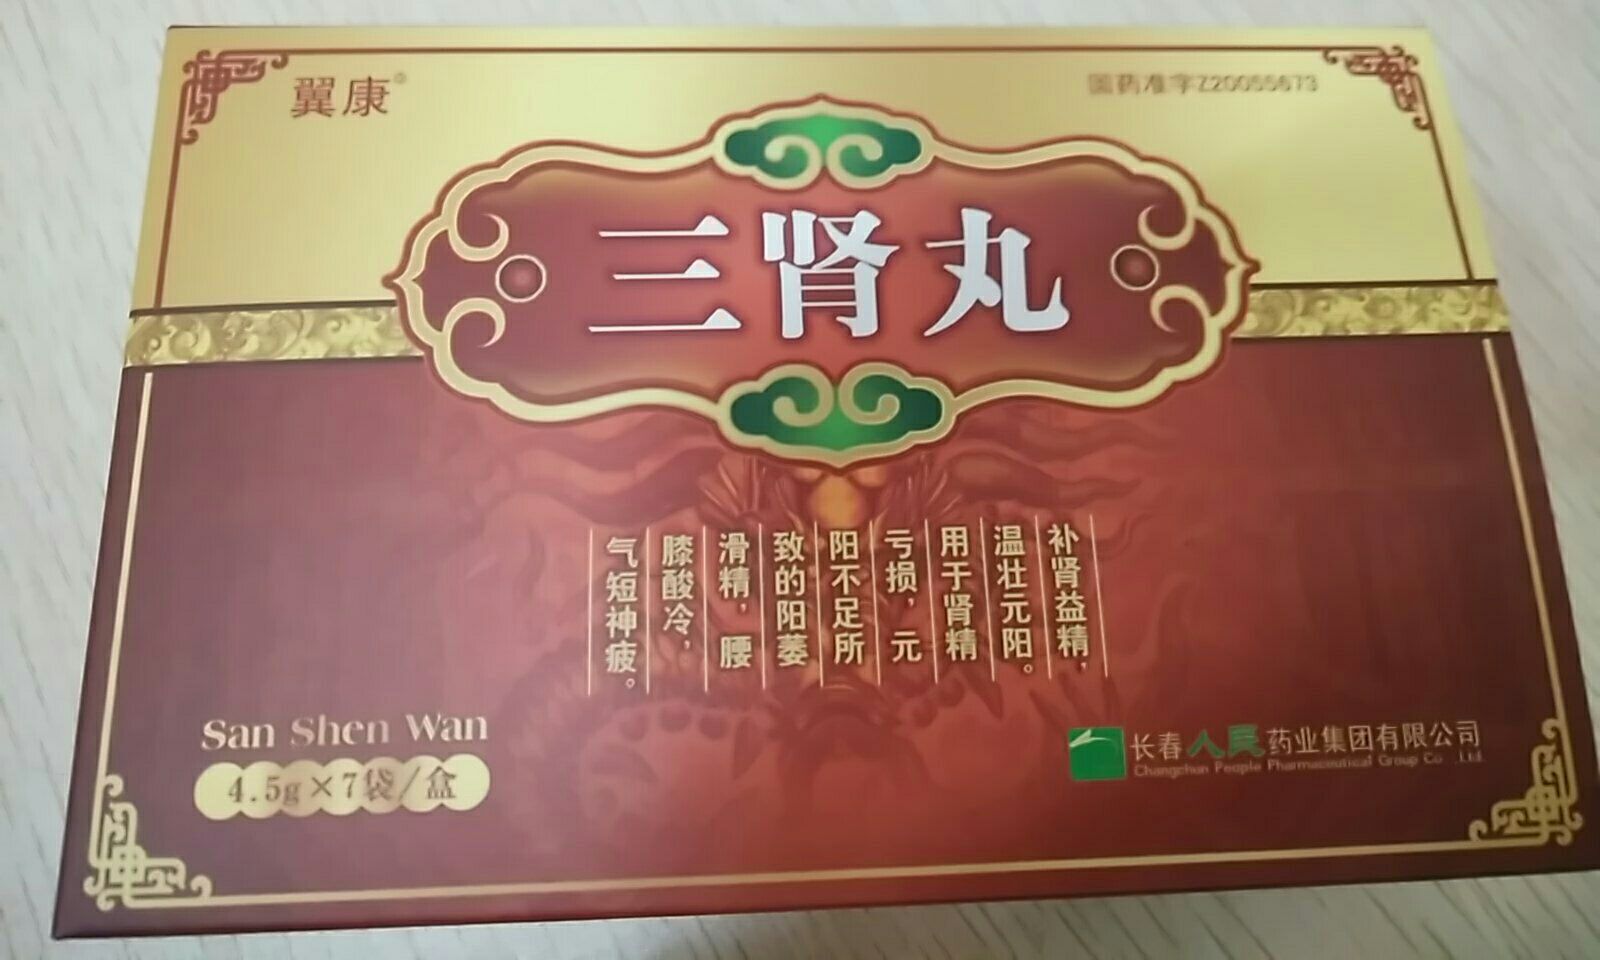 翼康®
国药准字Z20055673
三肾丸
补肾益精,
温壮元阳。
用于肾精
亏损,元
阳不足所
致的阳萎
滑精,腰
膝酸冷,
气短神疲。
San Shen Wan
4.5g×7袋/盒
长春人民药业集团有限公司
Changchun People Pharmaceutical Group Co .,Ltd.